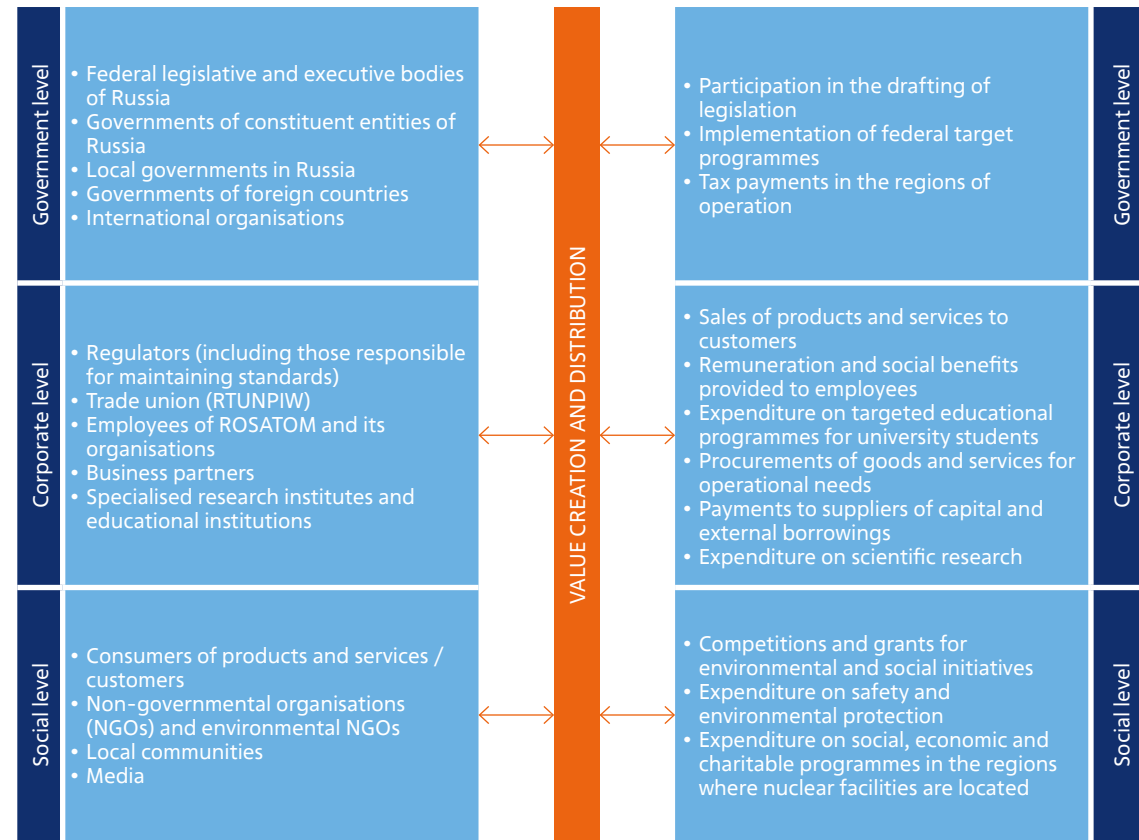 Government level
• Federal legislative and executive bodies
of Russia
• Governments of constituent entities of
Russia
• Local governments in Russia
• Governments of foreign countries
• International organisations
• Participation in the drafting of
legislation
• Implementation of federal target
programmes
• Tax payments in the regions of
operation
Government level
VALUE CREATION AND DISTRIBUTION
Corporate level
• Regulators (including those responsible
for maintaining standards)
• Trade union (RTUNPIW)
• Employees of ROSATOM and its
organisations
• Business partners
• Specialised research institutes and
educational institutions
• Sales of products and services to
customers
• Remuneration and social benefits
provided to employees
• Expenditure on targeted educational
programmes for university students
• Procurements of goods and services for
operational needs
• Payments to suppliers of capital and
external borrowings
• Expenditure on scientific research
Corporate level
Social level
• Consumers of products and services /
customers
• Non-governmental organisations
(NGOs) and environmental NGOs
• Local communities
• Media
• Competitions and grants for
environmental and social initiatives
• Expenditure on safety and
environmental protection
• Expenditure on social, economic and
charitable programmes in the regions
where nuclear facilities are located
Social level